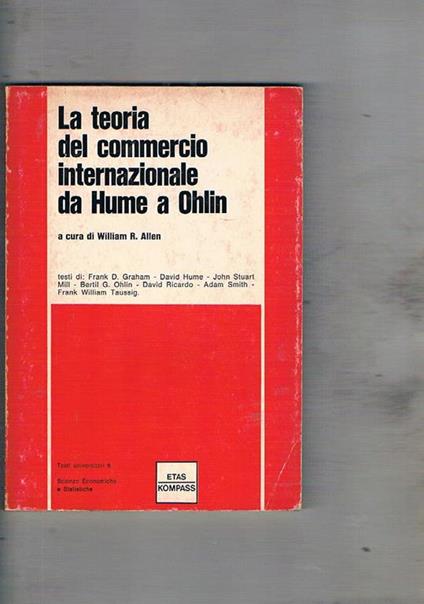 La teoria
del commercio
internazionale
da Hume a Ohlin
a cura di William R. Allen
testi di: Frank D. Graham - David Hume - John Stuart
Mill - Bertil G. Ohlin - David Ricardo - Adam Smith -
Frank William Taussig.
Testi universitari
Scienze Economiche
e Statistiche
ETAS
KOMPASS